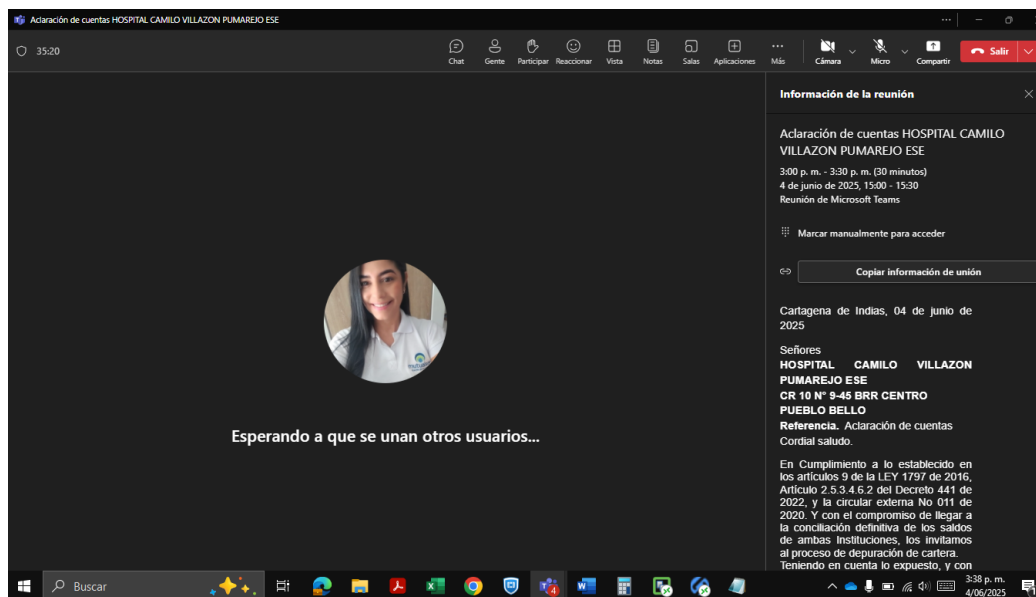 Aclaración de cuentas HOSPITAL CAMILO VILLAZON PUMAREJO ESE
35:20
Chat
Gente
Participar
Reaccionar
Vista
Notas
Salas
Aplicaciones
Más
Cámara
Micro
Compartir
Salir
Información de la reunión
Aclaración de cuentas HOSPITAL CAMILO
VILLAZON PUMAREJO ESE
3:00 p. m. - 3:30 p. m. (30 minutos)
4 de junio de 2025, 15:00 - 15:30
Reunión de Microsoft Teams
Marcar manualmente para acceder
Copiar información de unión
Cartagena de Indias, 04 de junio de
2025
Señores
HOSPITAL CAMILO VILLAZON
PUMAREJO ESE
CR 10 N° 9-45 BRR CENTRO
PUEBLO BELLO
Referencia. Aclaración de cuentas
Cordial saludo.
En Cumplimiento a lo establecido en
los artículos 9 de la LEY 1797 de 2016,
Artículo 2.5.3.4.6.2 del Decreto 441 de
2022, y la circular externa No 011 de
2020. Y con el compromiso de llegar a
la conciliación definitiva de los saldos
de ambas Instituciones, los invitamos
al proceso de depuración de cartera.
Teniendo en cuenta lo expuesto, y con
Esperando a que se unan otros usuarios...
Buscar
4
3:38 p. m.
4/06/2025